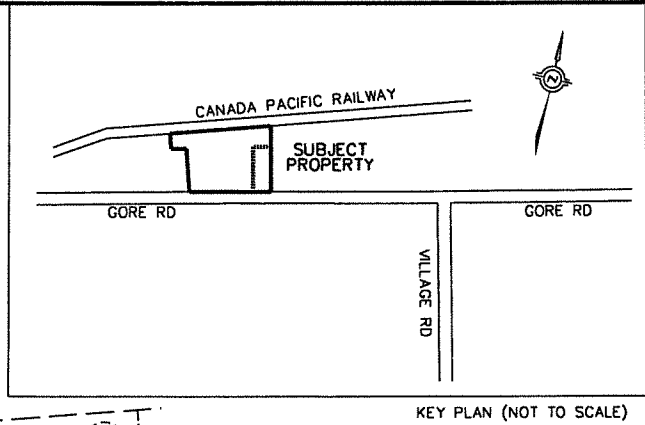 CANADA PACIFIC RAILWAY
N
SUBJECT
PROPERTY
GORE RD
GORE RD
VILLAGE RD
KEY PLAN (NOT TO SCALE)